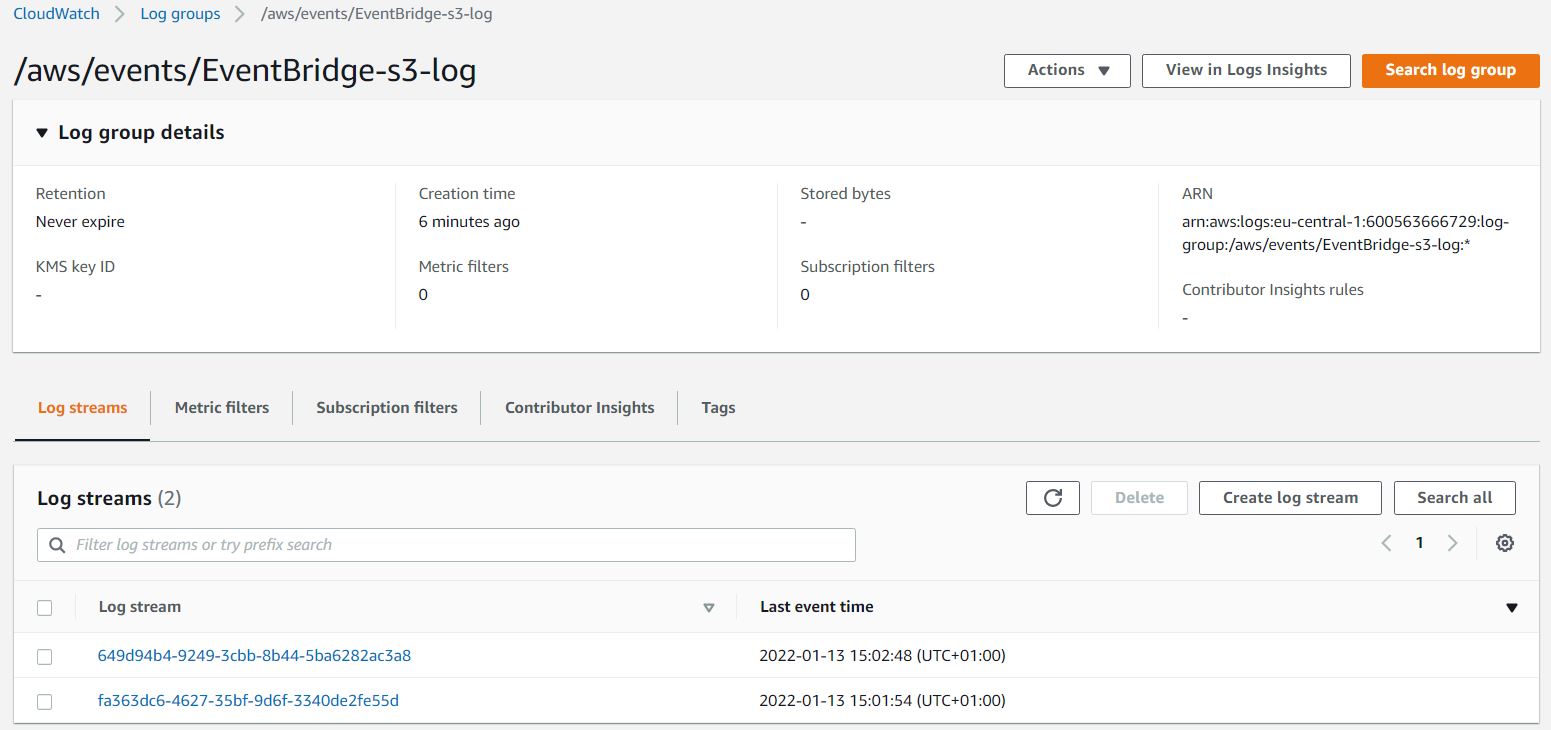 CloudWatch > Log groups > /aws/events/EventBridge-s3-log
/aws/events/EventBridge-s3-log
Actions View in Logs Insights Search log group
Log group details
Retention
Never expire
KMS key ID
-
Creation time
6 minutes ago
Metric filters
0
Stored bytes
-
Subscription filters
0
ARN
arn:aws:logs:eu-central-1:600563666729:log-
group:/aws/events/EventBridge-s3-log:*
Contributor Insights rules
-
Log streams Metric filters Subscription filters Contributor Insights Tags
Log streams (2)
Delete Create log stream Search all
Filter log streams or try prefix search
1
Log stream Last event time
649d94b4-9249-3cbb-8b44-5ba6282ac3a8 2022-01-13 15:02:48 (UTC+01:00)
fa363dc6-4627-35bf-9d6f-3340de2fe55d 2022-01-13 15:01:54 (UTC+01:00)